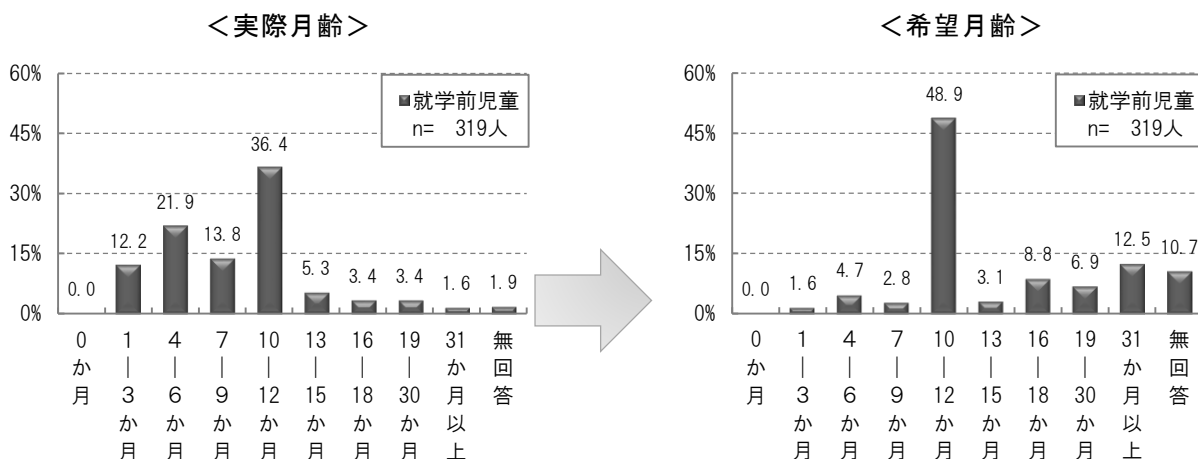 ＜実際月齢＞
60%
45%
30%
15%
0%
■就学前児童
n= 319人
0.0
12.2
21.9
13.8
36.4
5.3
3.4
3.4
1.6
1.9
0か月
1｜3か月
4｜6か月
7｜9か月
10｜12か月
13｜15か月
16｜18か月
19｜30か月
31か月以上
無回答
＜希望月齢＞
60%
45%
30%
15%
0%
■就学前児童
n= 319人
0.0
1.6
4.7
2.8
48.9
3.1
8.8
6.9
12.5
10.7
0か月
1｜3か月
4｜6か月
7｜9か月
10｜12か月
13｜15か月
16｜18か月
19｜30か月
31か月以上
無回答